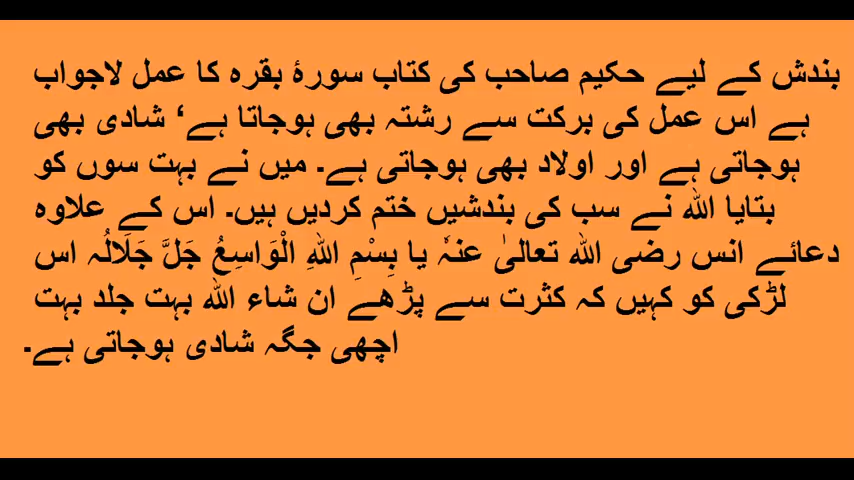 بندش کے لیے حکیم صاحب کی کتاب سورۂ بقرہ کا عمل لاجواب
ہے اس عمل کی برکت سے رشتہ بھی ہوجاتا ہے‘ شادی بھی
ہوجاتی ہے اور اولاد بھی ہوجاتی ہے۔ میں نے بہت سوں کو
بتایا اللہ نے سب کی بندشیں ختم کردیں ہیں۔ اس کے علاوہ
دعائے انس رضی اللہ تعالیٰ عنہٗ یا بِسْمِ اللہِ الْوَاسِعُ جَلَّ جَلَالُہ اس
لڑکی کو کہیں کہ کثرت سے پڑھے ان شاء اللہ بہت جلد بہت
اچھی جگہ شادی ہوجاتی ہے۔